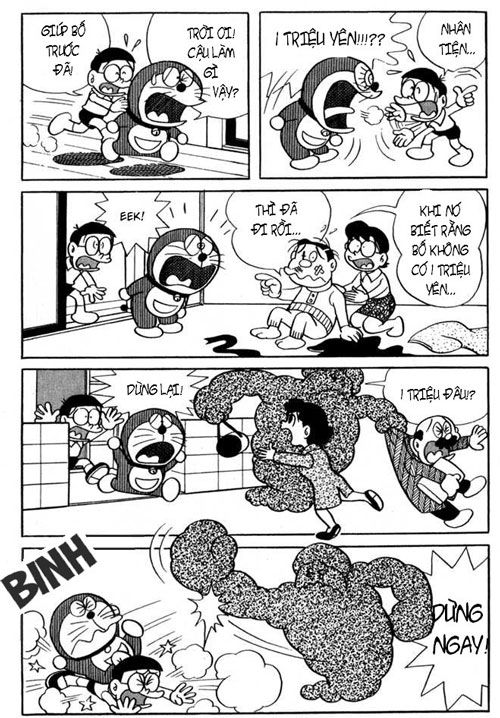 GIÚP BỐ
TRƯỚC
ĐÃ!
TRỜI ƠI!
CẬU LÀM
GÌ
VẬY?
1 TRIỆU YÊN!!!??
NHÂN
TIỆN...
EEK!
THÌ ĐÃ
ĐI RỒI...
KHI NÓ
BIẾT RẰNG
BỐ KHÔNG
CÓ 1 TRIỆU
YÊN...
DỪNG LẠI!
1 TRIỆU ĐÂU!?
BINH
DỪNG
NGAY!